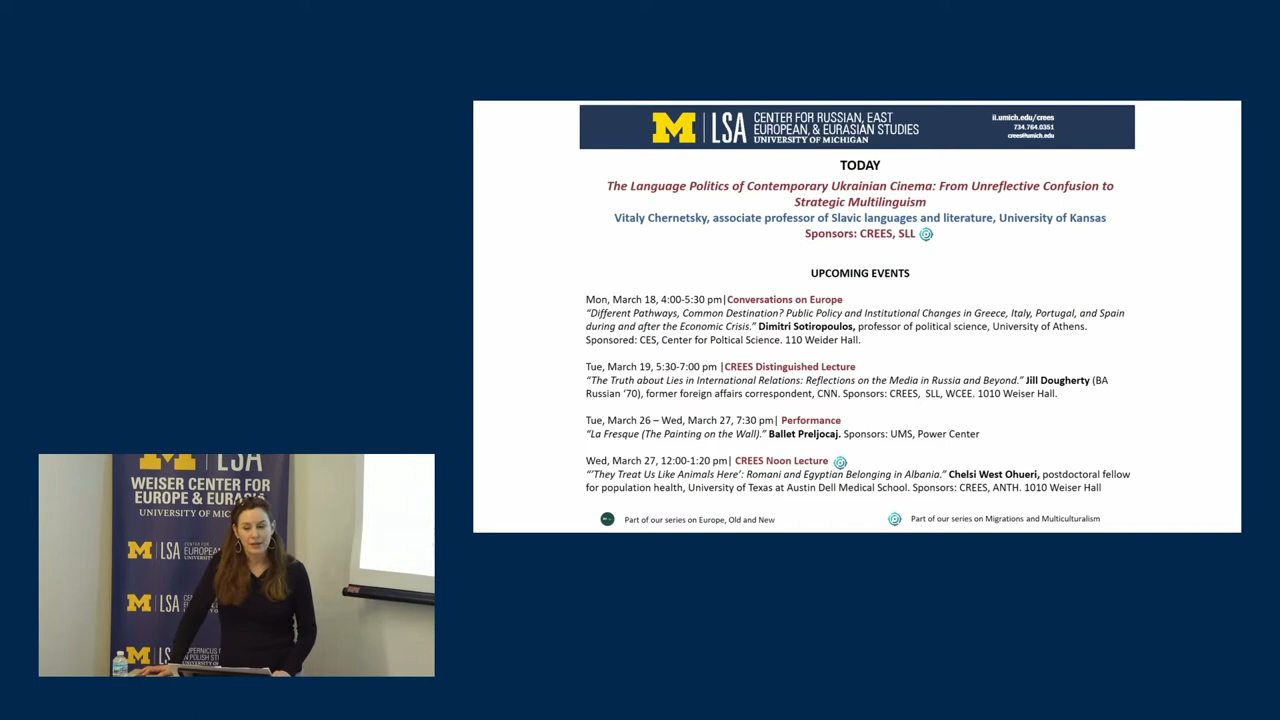 M LSA CENTER FOR RUSSIAN, EAST
EUROPEAN, & EURASIAN STUDIES
UNIVERSITY OF MICHIGAN
ii.umich.edu/crees
734.764.0351
crees@umich.edu
TODAY
The Language Politics of Contemporary Ukrainian Cinema: From Unreflective Confusion to
Strategic Multilinguism
Vitaly Chernetsky, associate professor of Slavic languages and literature, University of Kansas
Sponsors: CREES, SLL
UPCOMING EVENTS
Mon, March 18, 4:00-5:30 pm|Conversations on Europe
“Different Pathways, Common Destination? Public Policy and Institutional Changes in Greece, Italy, Portugal, and Spain
during and after the Economic Crisis.” Dimitri Sotiropoulos, professor of political science, University of Athens.
Sponsored: CES, Center for Poltical Science. 110 Weider Hall.
Tue, March 19, 5:30-7:00 pm |CREES Distinguished Lecture
“The Truth about Lies in International Relations: Reflections on the Media in Russia and Beyond.” Jill Dougherty (BA
Russian ’70), former foreign affairs correspondent, CNN. Sponsors: CREES, SLL, WCEE. 1010 Weiser Hall.
Tue, March 26 – Wed, March 27, 7:30 pm| Performance
“La Fresque (The Painting on the Wall).” Ballet Preljocaj. Sponsors: UMS, Power Center
Wed, March 27, 12:00-1:20 pm| CREES Noon Lecture
“‘They Treat Us Like Animals Here’: Romani and Egyptian Belonging in Albania.” Chelsi West Ohueri, postdoctoral fellow
for population health, University of Texas at Austin Dell Medical School. Sponsors: CREES, ANTH. 1010 Weiser Hall
Part of our series on Europe, Old and New
Part of our series on Migrations and Multiculturalism
M LSA
WEISER CENTER FOR
EUROPE & EURASIA
UNIVERSITY OF MICHI
M LSA CENTER FOR
EUROPEAN
UNIVERSITY
M LSA
M LSA COPERNICUS
IN POLISH STU
UNIVERSITY OF